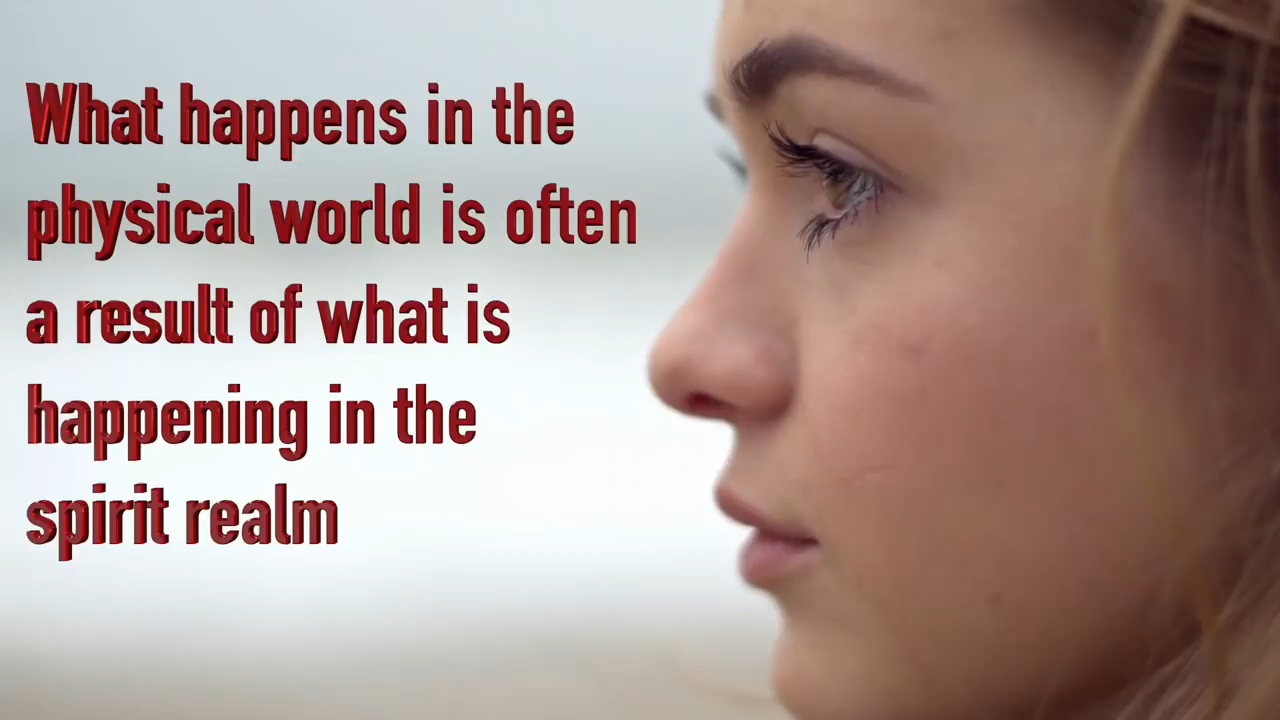 What happens in the
physical world is often
a result of what is
happening in the
spirit realm